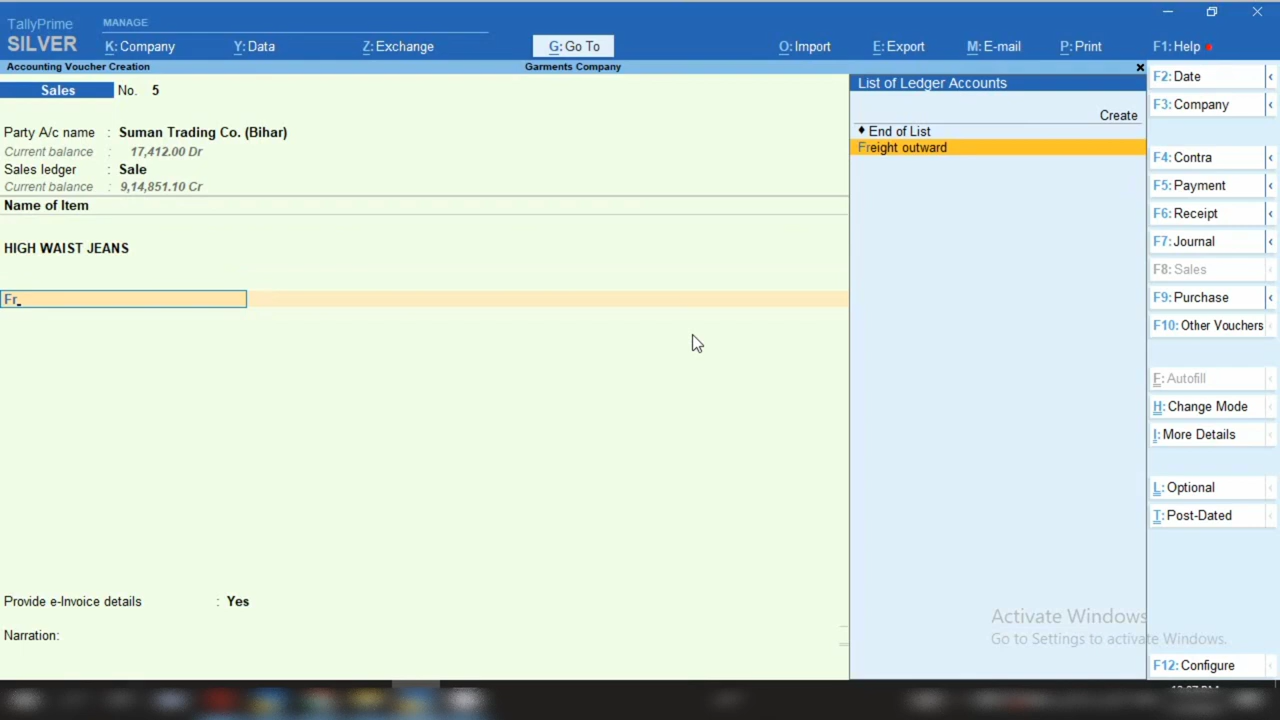 TallyPrime
SILVER
MANAGE
K: Company
Y: Data
Z: Exchange
G: Go To
O: Import
E: Export
M: E-mail
P: Print
F1: Help
Accounting Voucher Creation
Garments Company
Sales No. 5
Party A/c name : Suman Trading Co. (Bihar)
Current balance : 17,412.00 Dr
Sales ledger : Sale
Current balance : 9,14,851.10 Cr
Name of Item
HIGH WAIST JEANS
Fr
Provide e-Invoice details : Yes
Narration:
List of Ledger Accounts
Create
♦ End of List
Freight outward
F2: Date
F3: Company
F4: Contra
F5: Payment
F6: Receipt
F7: Journal
F8: Sales
F9: Purchase
F10: Other Vouchers
F: Autofill
H: Change Mode
I: More Details
L: Optional
T: Post-Dated
Activate Windows
Go to Settings to activate Windows.
F12: Configure